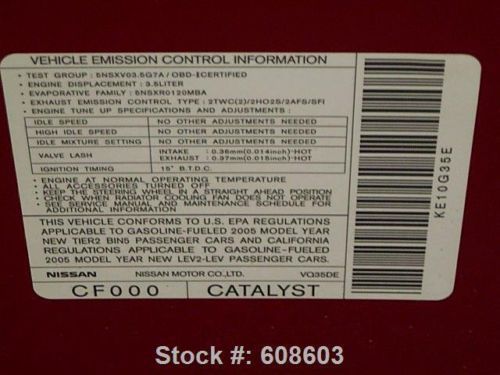 VEHICLE EMISSION CONTROL INFORMATION
• TEST GROUP : 5NSXV03.5G7A / OBD-ⅡCERTIFIED
• ENGINE DISPLACEMENT : 3.5LITER
• EVAPORATIVE FAMILY : 5NSXR0120MBA
• EXHAUST EMISSION CONTROL TYPE : 2TWC(2)/2HO2S/2AFS/SFI
• ENGINE TUNE UP SPECIFICATIONS / ADJUSTMENTS
IDLE SPEED NO OTHER ADJUSTMENTS NEEDED
HIGH IDLE SPEED NO OTHER ADJUSTMENTS NEEDED
IDLE MIXTURE SETTING NO OTHER ADJUSTMENTS NEEDED
VALVE LASH INTAKE : 0.36mm(0.014inch)·HOT
EXHAUST : 0.37mm(0.015inch)·HOT
IGNITION TIMING 15° B.T.D.C.
• ENGINE AT NORMAL OPERATING TEMPERATURE
• ALL ACCESSORIES TURNED OFF
• KEEP THE STEERING WHEEL IN A STRAIGHT AHEAD POSITION
• CHECK WHEN RADIATOR COOLING FAN DOES NOT OPERATE
• SET SERVICE MANUAL AND MAINTENANCE SCHEDULE FOR
ADDITIONAL INFORMATION
THIS VEHICLE CONFORMS TO U.S. EPA REGULATIONS
APPLICABLE TO GASOLINE-FUELED 2005 MODEL YEAR
NEW TIER2 BIN5 PASSENGER CARS AND CALIFORNIA
REGULATIONS APPLICABLE TO GASOLINE-FUELED
2005 MODEL YEAR NEW LEV2-LEV PASSENGER CARS.
NISSAN NISSAN MOTOR CO.,LTD. VQ35DE
CF000 CATALYST
KE10G35E
Stock #: 608603